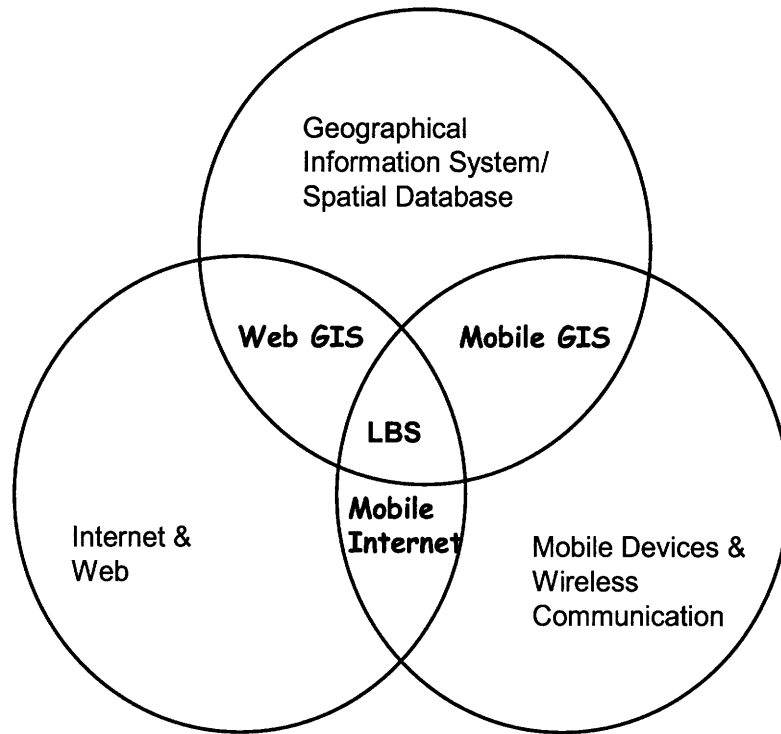 Geographical
Information System/
Spatial Database
Web GIS
Mobile GIS
LBS
Mobile
Internet
Internet &
Web
Mobile Devices &
Wireless
Communication